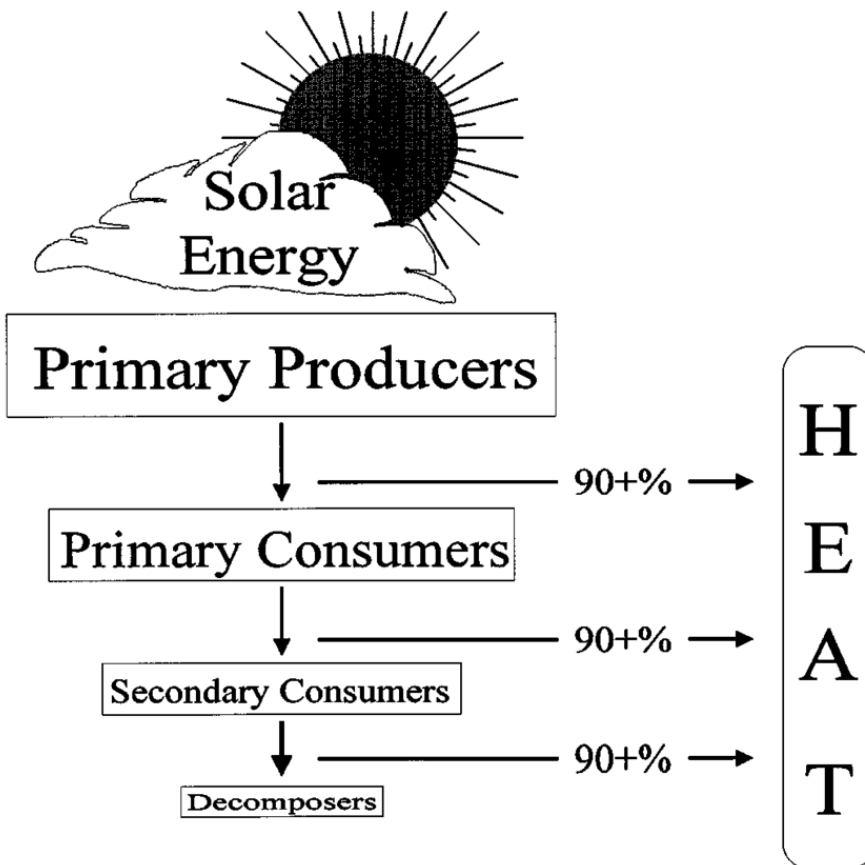 Solar
Energy
Primary Producers
90+%
Primary Consumers
90+%
Secondary Consumers
90+%
Decomposers
H
E
A
T